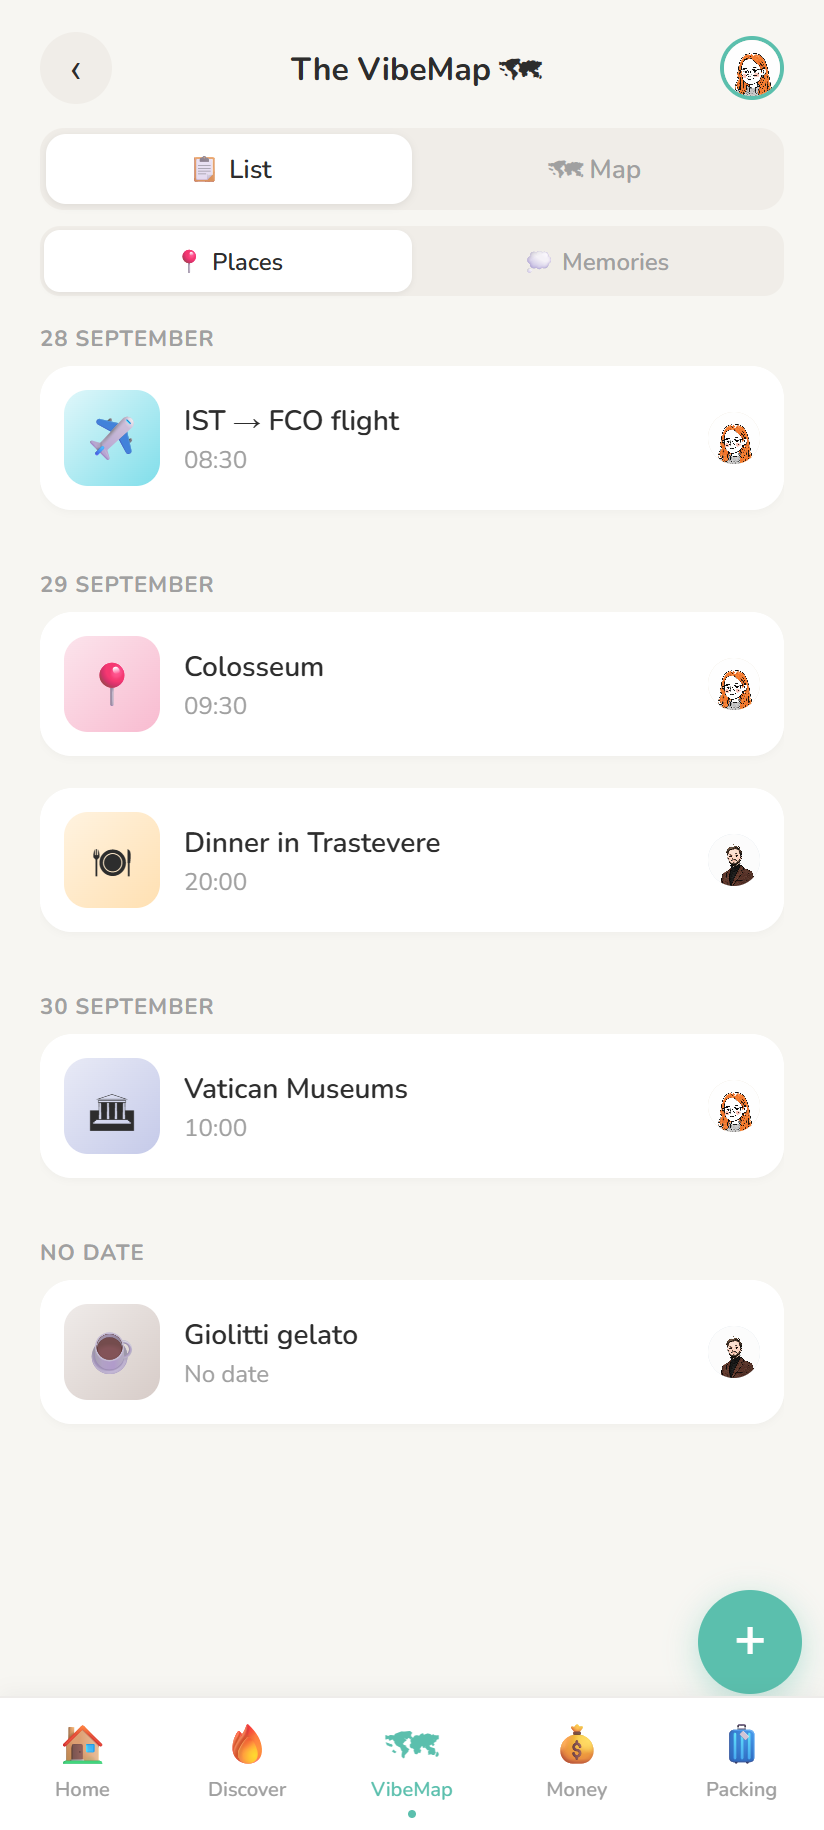 ‹
The VibeMap 🗺
📋 List
🗺 Map
📍 Places
💭 Memories
28 SEPTEMBER
IST → FCO flight
08:30
29 SEPTEMBER
Colosseum
09:30
Dinner in Trastevere
20:00
30 SEPTEMBER
Vatican Museums
10:00
NO DATE
Giolitti gelato
No date
+
Home
Discover
VibeMap
Money
Packing